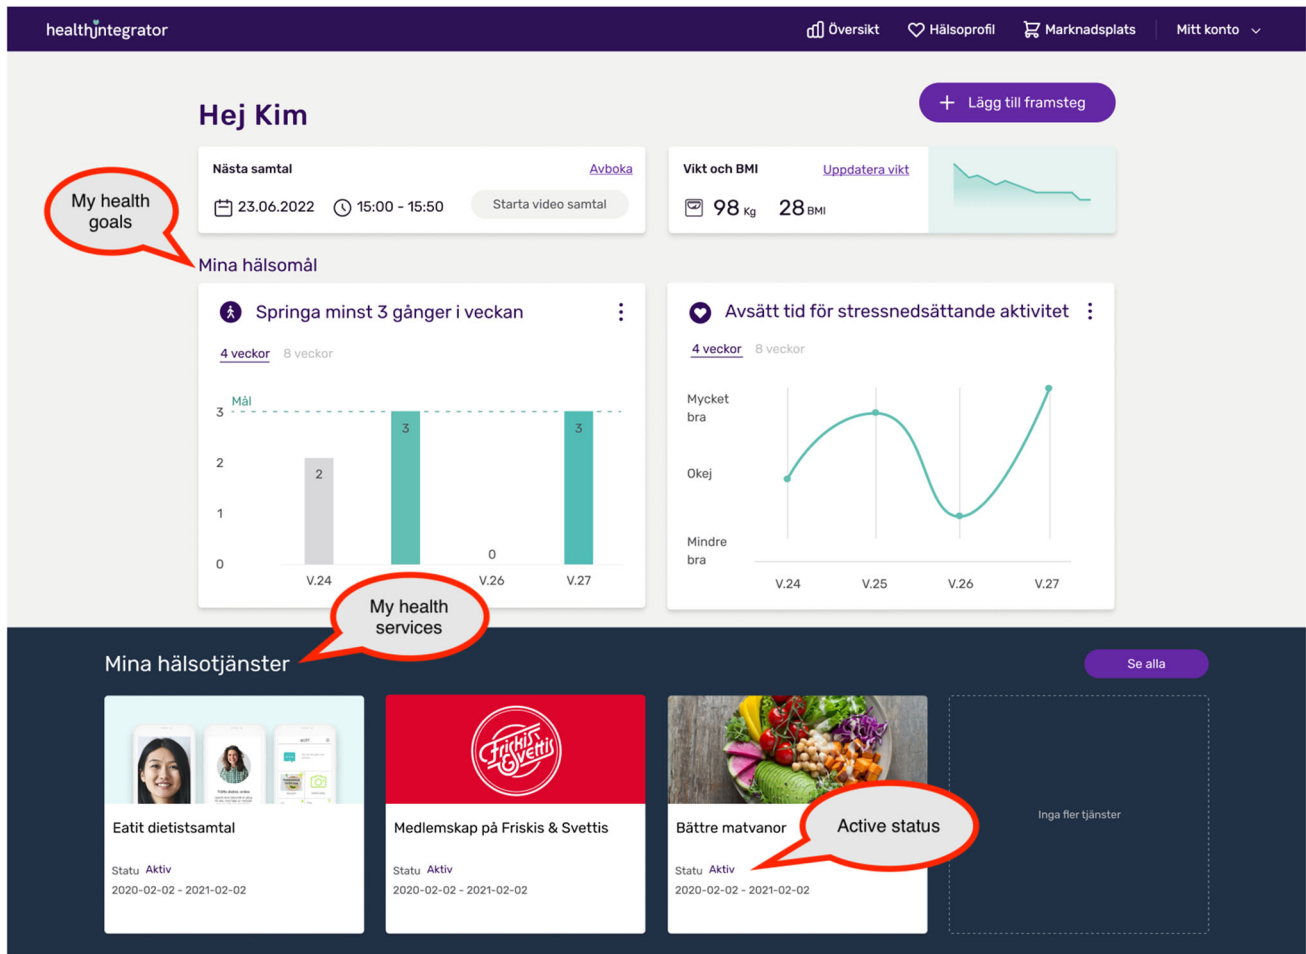 healthintegrator
Översikt
Hälsoprofil
Marknadsplats
Mitt konto
Hej Kim
Lägg till framsteg
Nästa samtal
Avboka
23.06.2022
15:00 - 15:50
Starta video samtal
Vikt och BMI
Uppdatera vikt
98 Kg
28 BMI
My health
goals
Mina hälsomål
Springa minst 3 gånger i veckan
4 veckor
8 veckor
Mål
3
2
1
0
2
3
0
3
V.24
V.26
V.27
Avsätt tid för stressnedsättande aktivitet
4 veckor
8 veckor
Mycket
bra
Okej
Mindre
bra
V.24
V.25
V.26
V.27
My health
services
Mina hälsotjänster
Se alla
Eatit dietistsamtal
Statu Aktiv
2020-02-02 - 2021-02-02
Friskis
Svettis
Medlemskap på Friskis & Svettis
Statu Aktiv
2020-02-02 - 2021-02-02
Bättre matvanor
Statu Aktiv
2020-02-02 - 2021-02-02
Active status
Inga fler tjänster